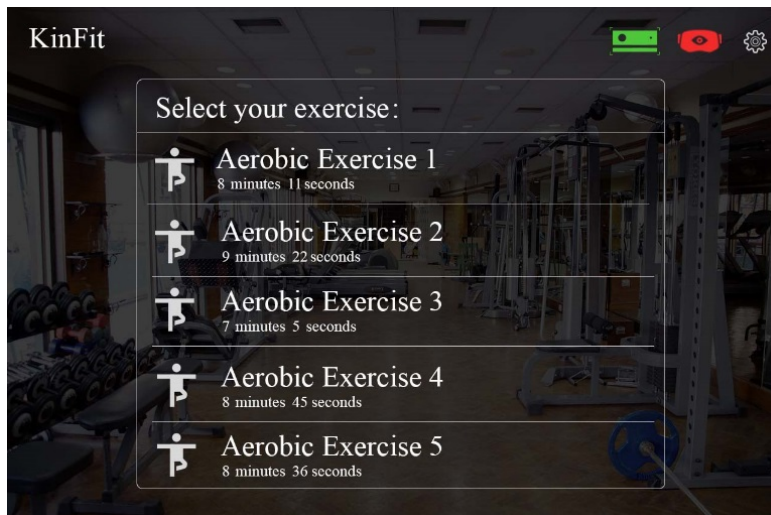 KinFit
Select your exercise:
Aerobic Exercise 1
8 minutes 11 seconds
Aerobic Exercise 2
9 minutes 22 seconds
Aerobic Exercise 3
7 minutes 5 seconds
Aerobic Exercise 4
8 minutes 45 seconds
Aerobic Exercise 5
8 minutes 36 seconds